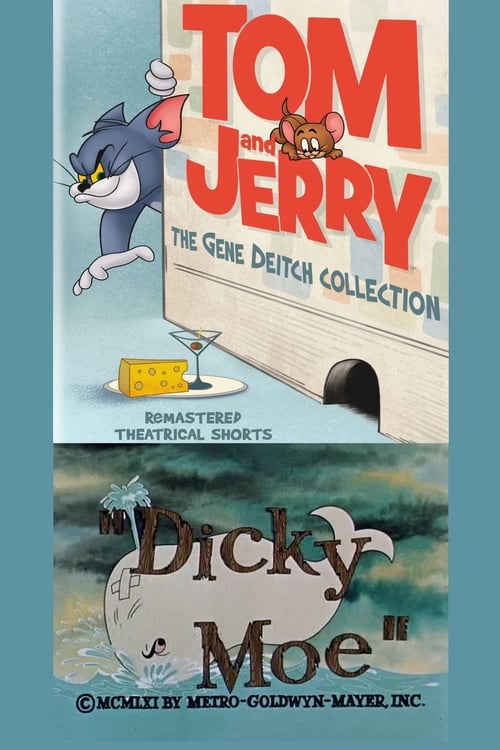 TOM
and
JERRY
THE GENE DEITCH COLLECTION
REMASTERED
THEATRICAL SHORTS
"Dicky
Moe"
©MCMLXI BY METRO-GOLDWYN-MAYER, INC.